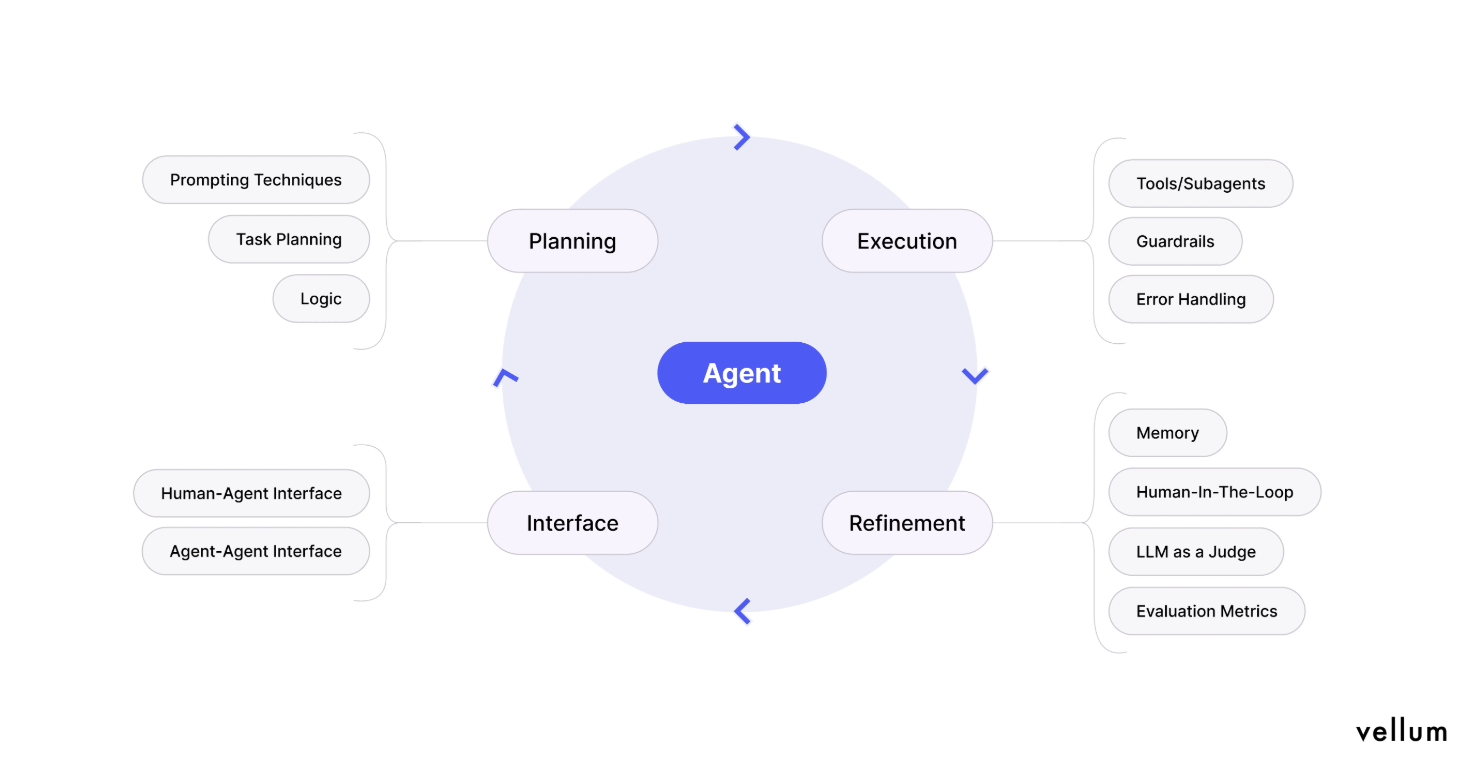 Prompting Techniques
Task Planning
Logic
Planning
Execution
Tools/Subagents
Guardrails
Error Handling
Agent
Human-Agent Interface
Agent-Agent Interface
Interface
Refinement
Memory
Human-In-The-Loop
LLM as a Judge
Evaluation Metrics
vellum